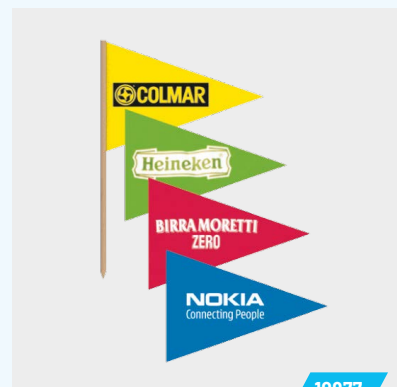 COLMAR
Heineken
BIRRA MORETTI
ZERO
NOKIA
Connecting People